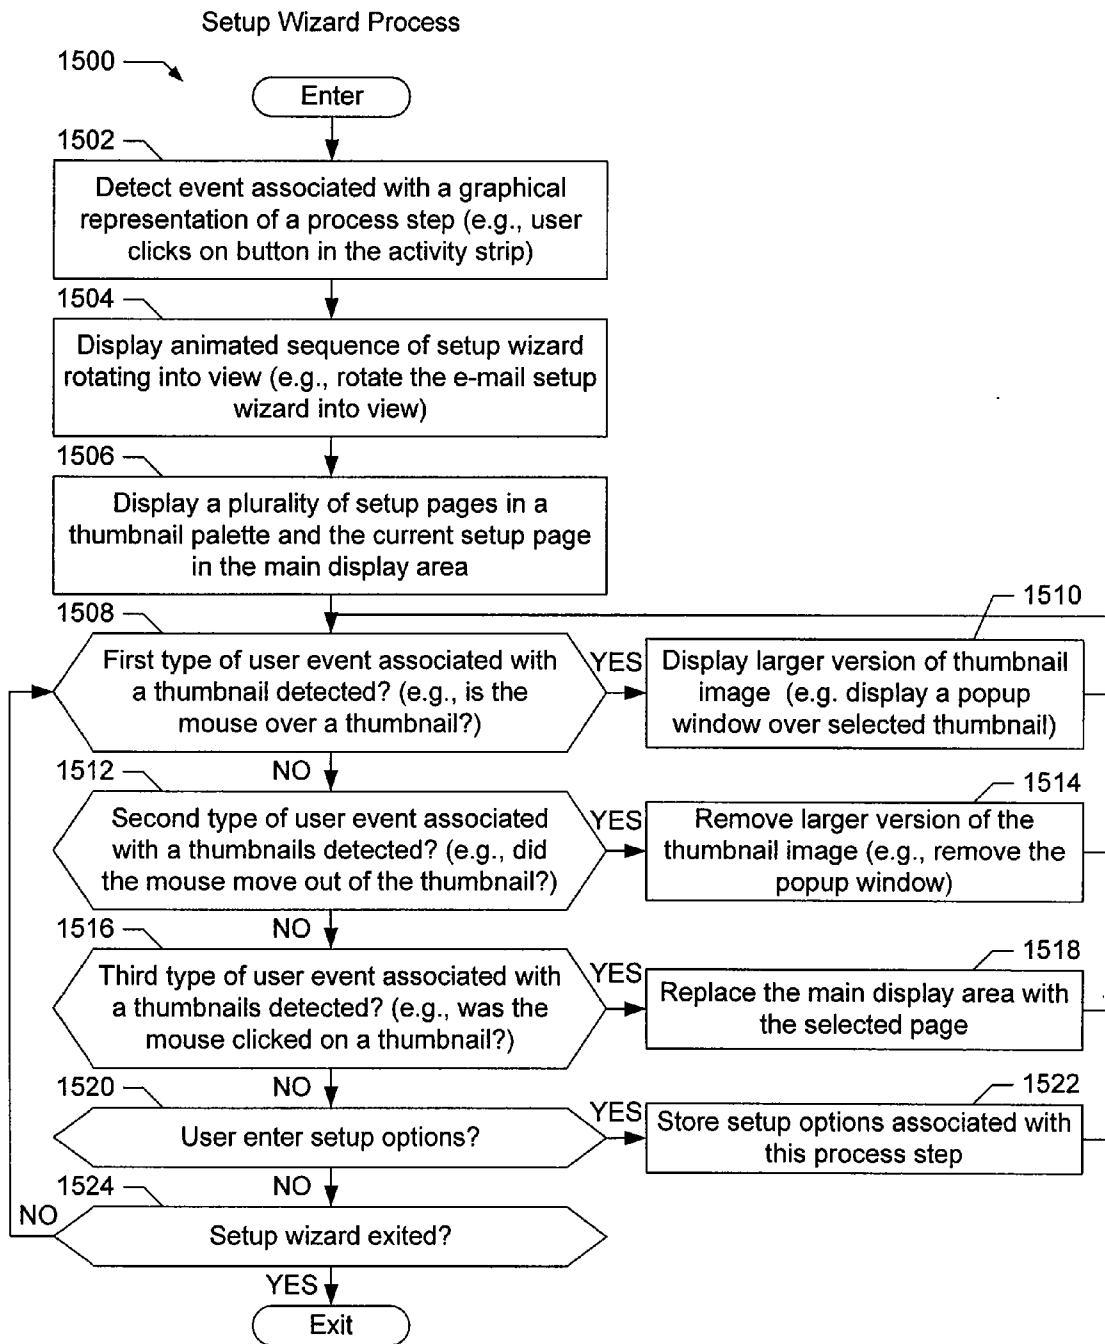 Setup Wizard Process
1500
Enter
1502
Detect event associated with a graphical
representation of a process step (e.g., user
clicks on button in the activity strip)
1504
Display animated sequence of setup wizard
rotating into view (e.g., rotate the e-mail setup
wizard into view)
1506
Display a plurality of setup pages in a
thumbnail palette and the current setup page
in the main display area
1508
First type of user event associated with
a thumbnail detected? (e.g., is the
mouse over a thumbnail?)
YES
1510
Display larger version of thumbnail
image (e.g. display a popup
window over selected thumbnail)
NO
1512
Second type of user event associated
with a thumbnails detected? (e.g., did
the mouse move out of the thumbnail?)
YES
1514
Remove larger version of the
thumbnail image (e.g., remove the
popup window)
NO
1516
Third type of user event associated with
a thumbnails detected? (e.g., was the
mouse clicked on a thumbnail?)
YES
1518
Replace the main display area with
the selected page
NO
1520
User enter setup options?
YES
1522
Store setup options associated with
this process step
NO
1524
Setup wizard exited?
NO
YES
Exit